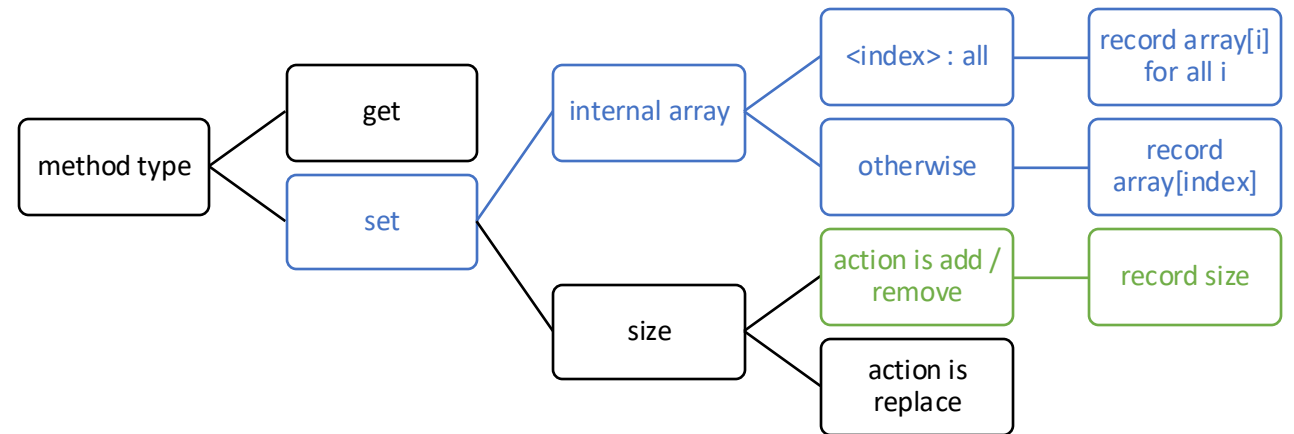 method type
get
set
internal array
size
<index> : all
otherwise
action is add /
remove
action is
replace
record array[i]
for all i
record
array[index]
record size